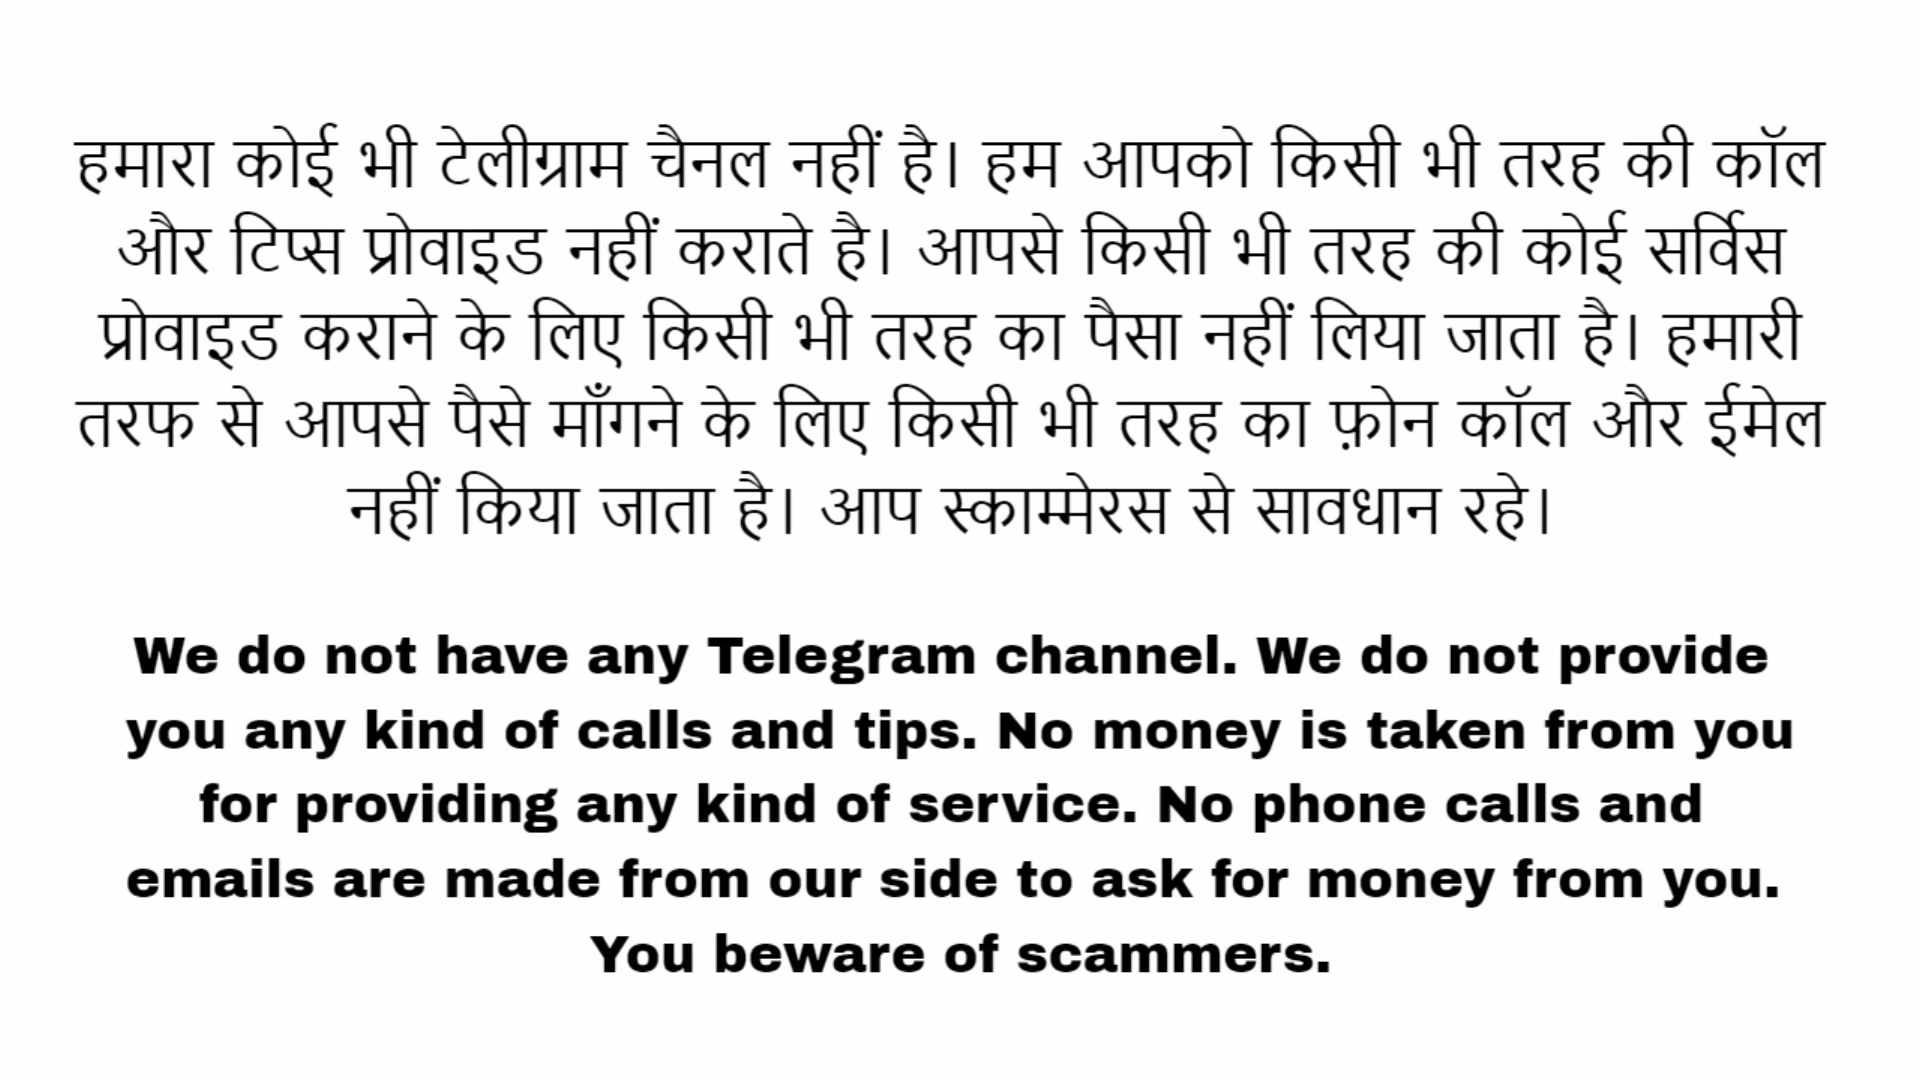 हमारा कोई भी टेलीग्राम चैनल नहीं है। हम आपको किसी भी तरह की कॉल
और टिप्स प्रोवाइड नहीं कराते है। आपसे किसी भी तरह की कोई सर्विस
प्रोवाइड कराने के लिए किसी भी तरह का पैसा नहीं लिया जाता है। हमारी
तरफ से आपसे पैसे माँगने के लिए किसी भी तरह का फ़ोन कॉल और ईमेल
नहीं किया जाता है। आप स्काम्मेरस से सावधान रहे।
We do not have any Telegram channel. We do not provide
you any kind of calls and tips. No money is taken from you
for providing any kind of service. No phone calls and
emails are made from our side to ask for money from you.
You beware of scammers.